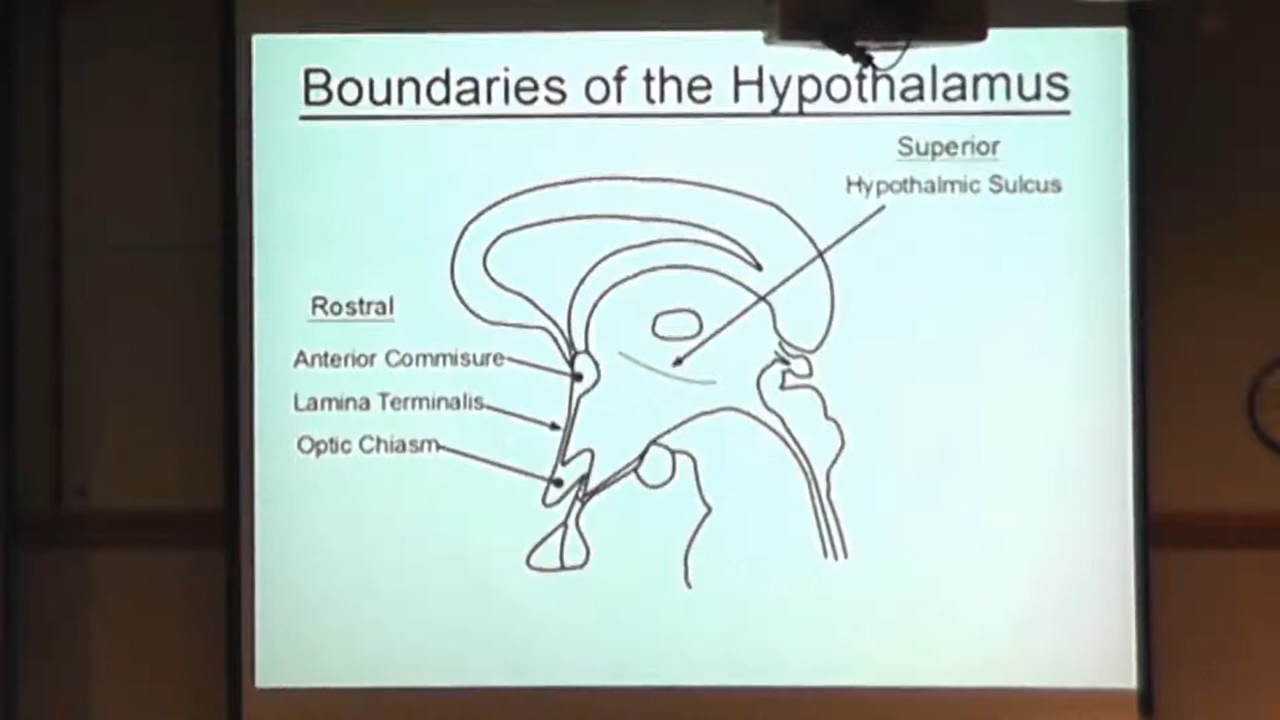 Boundaries of the Hypothalamus
Superior
Hypothalmic Sulcus
Rostral
Anterior Commisure
Lamina Terminalis
Optic Chiasm